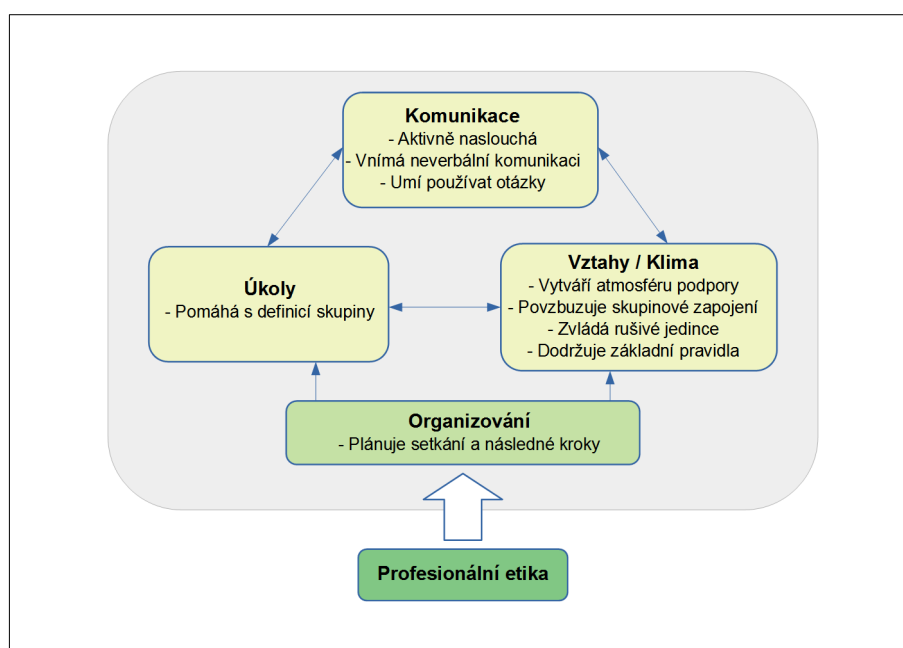 Komunikace
- Aktivně naslouchá
- Vnímá neverbální komunikaci
- Umí používat otázky
Úkoly
- Pomáhá s definicí skupiny
Vztahy / Klima
- Vytváří atmosféru podpory
- Povzbuzuje skupinové zapojení
- Zvládá rušivé jedince
- Dodržuje základní pravidla
Organizování
- Plánuje setkání a následné kroky
Profesionální etika